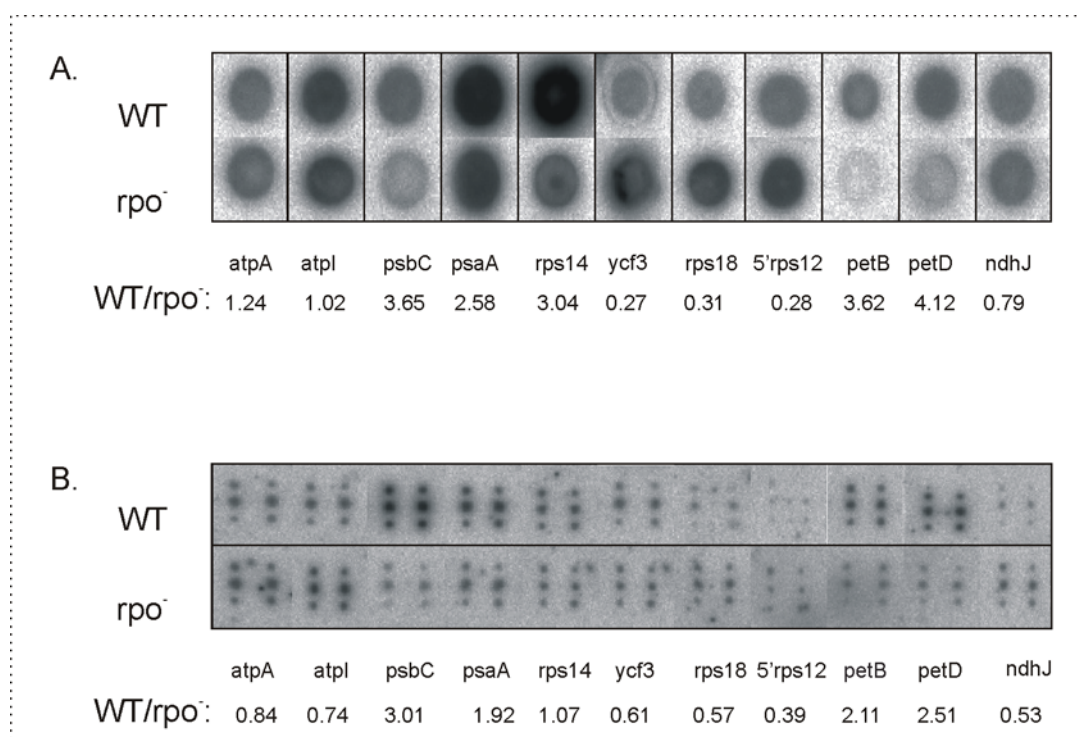 A.
WT
rpo⁻
atpA atpI psbC psaA rps14 ycf3 rps18 5'rps12 petB petD ndhJ
WT/rpo⁻: 1.24 1.02 3.65 2.58 3.04 0.27 0.31 0.28 3.62 4.12 0.79
B.
WT
rpo⁻
atpA atpI psbC psaA rps14 ycf3 rps18 5'rps12 petB petD ndhJ
WT/rpo⁻: 0.84 0.74 3.01 1.92 1.07 0.61 0.57 0.39 2.11 2.51 0.53